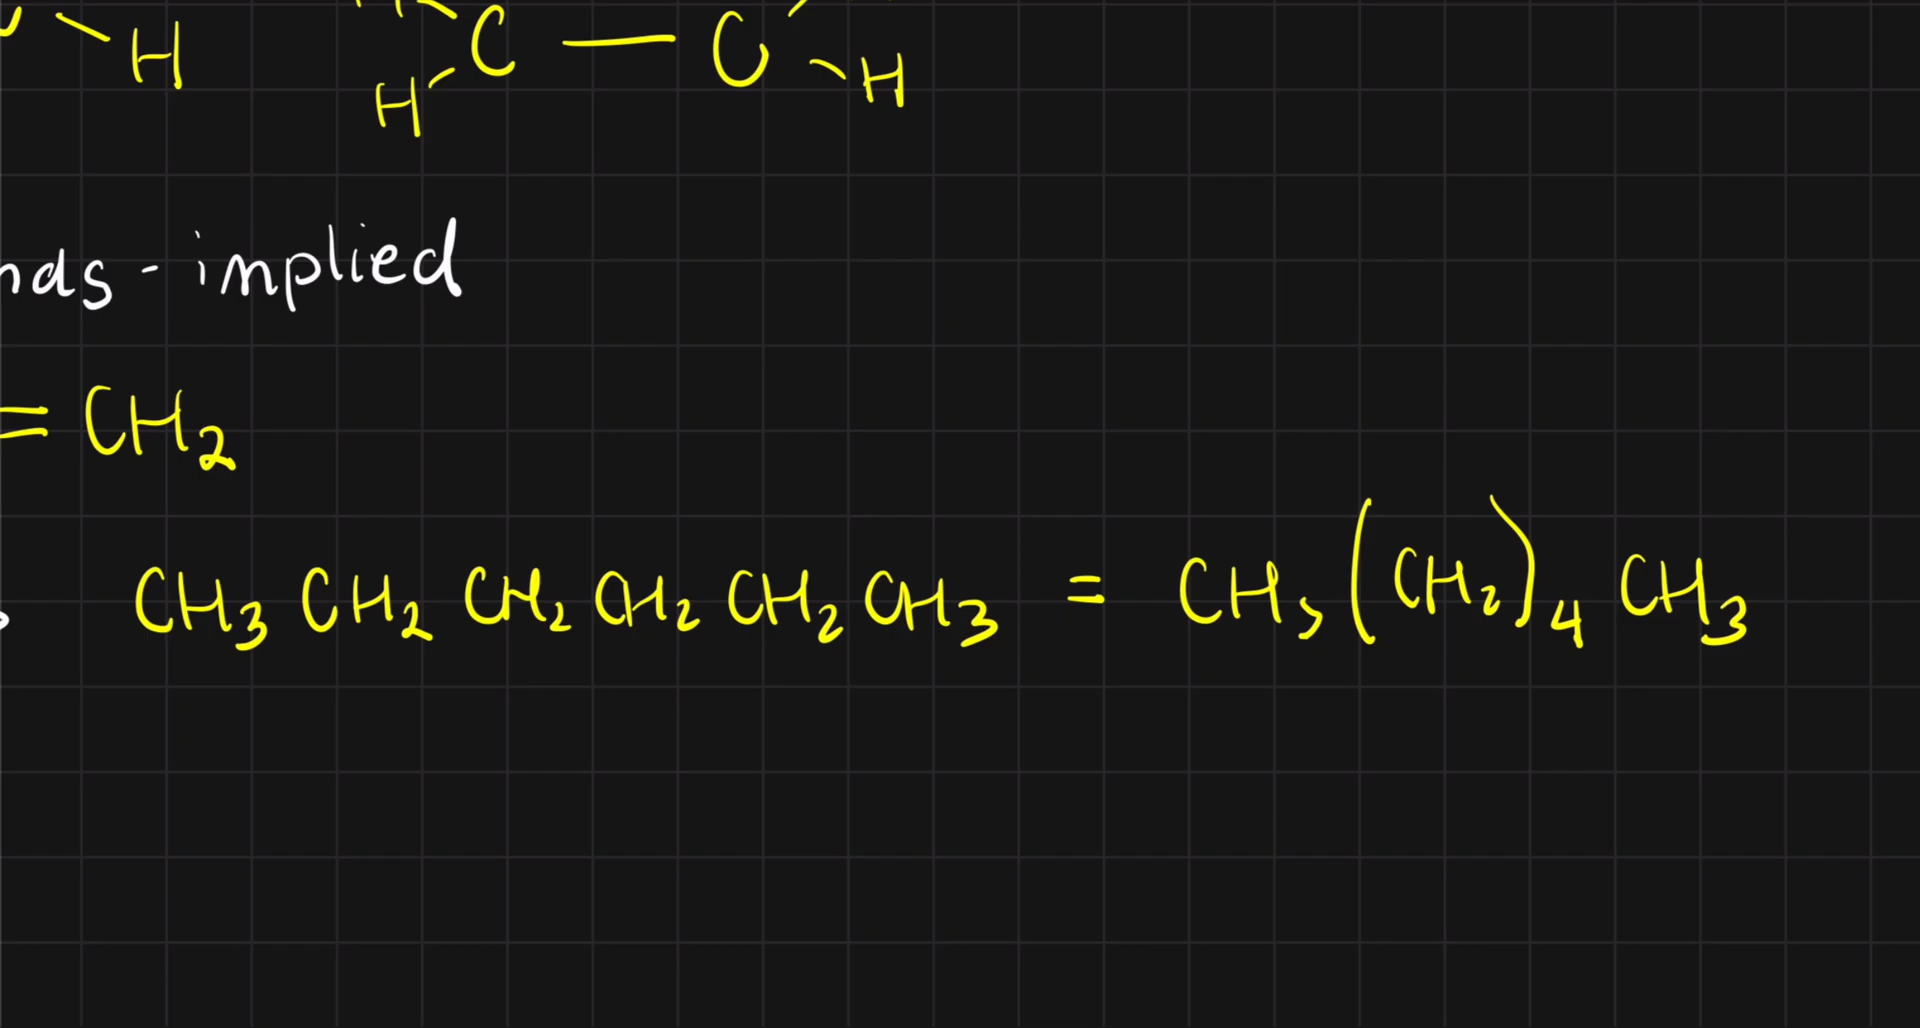 H C — C
H H
nds - implied
= CH₂
CH₃ CH₂ CH₂ CH₂ CH₂ CH₃ = CH₃(CH₂)₄ CH₃